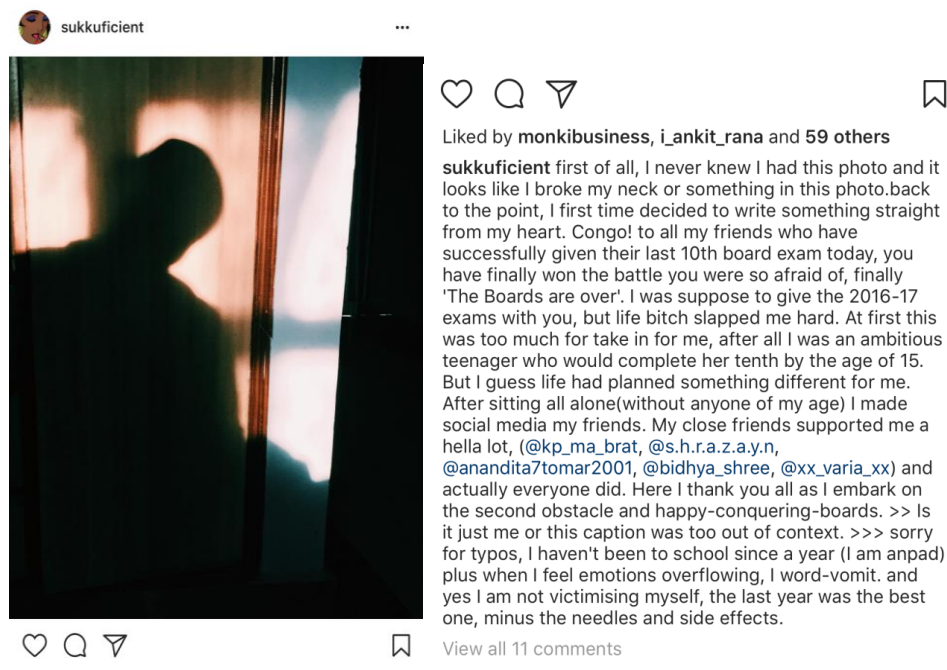 sukkuficient
Liked by monkibusiness, i_ankit_rana and 59 others
sukkuficient first of all, I never knew I had this photo and it
looks like I broke my neck or something in this photo.back
to the point, I first time decided to write something straight
from my heart. Congo! to all my friends who have
successfully given their last 10th board exam today, you
have finally won the battle you were so afraid of, finally
'The Boards are over'. I was suppose to give the 2016-17
exams with you, but life bitch slapped me hard. At first this
was too much for take in for me, after all I was an ambitious
teenager who would complete her tenth by the age of 15.
But I guess life had planned something different for me.
After sitting all alone(without anyone of my age) I made
social media my friends. My close friends supported me a
hella lot, (@kp_ma_brat, @s.h.r.a.z.a.y.n,
@anandita7tomar2001, @bidhya_shree, @xx_varia_xx) and
actually everyone did. Here I thank you all as I embark on
the second obstacle and happy-conquering-boards. >> Is
it just me or this caption was too out of context. >>> sorry
for typos, I haven't been to school since a year (I am anpad)
plus when I feel emotions overflowing, I word-vomit. and
yes I am not victimising myself, the last year was the best
one, minus the needles and side effects.
View all 11 comments